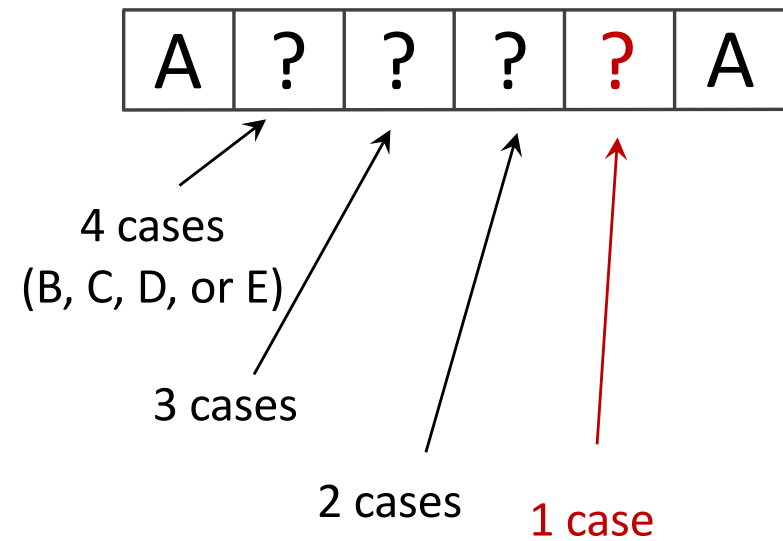 A ? ? ? ? A
4 cases
(B, C, D, or E)
3 cases
2 cases
1 case